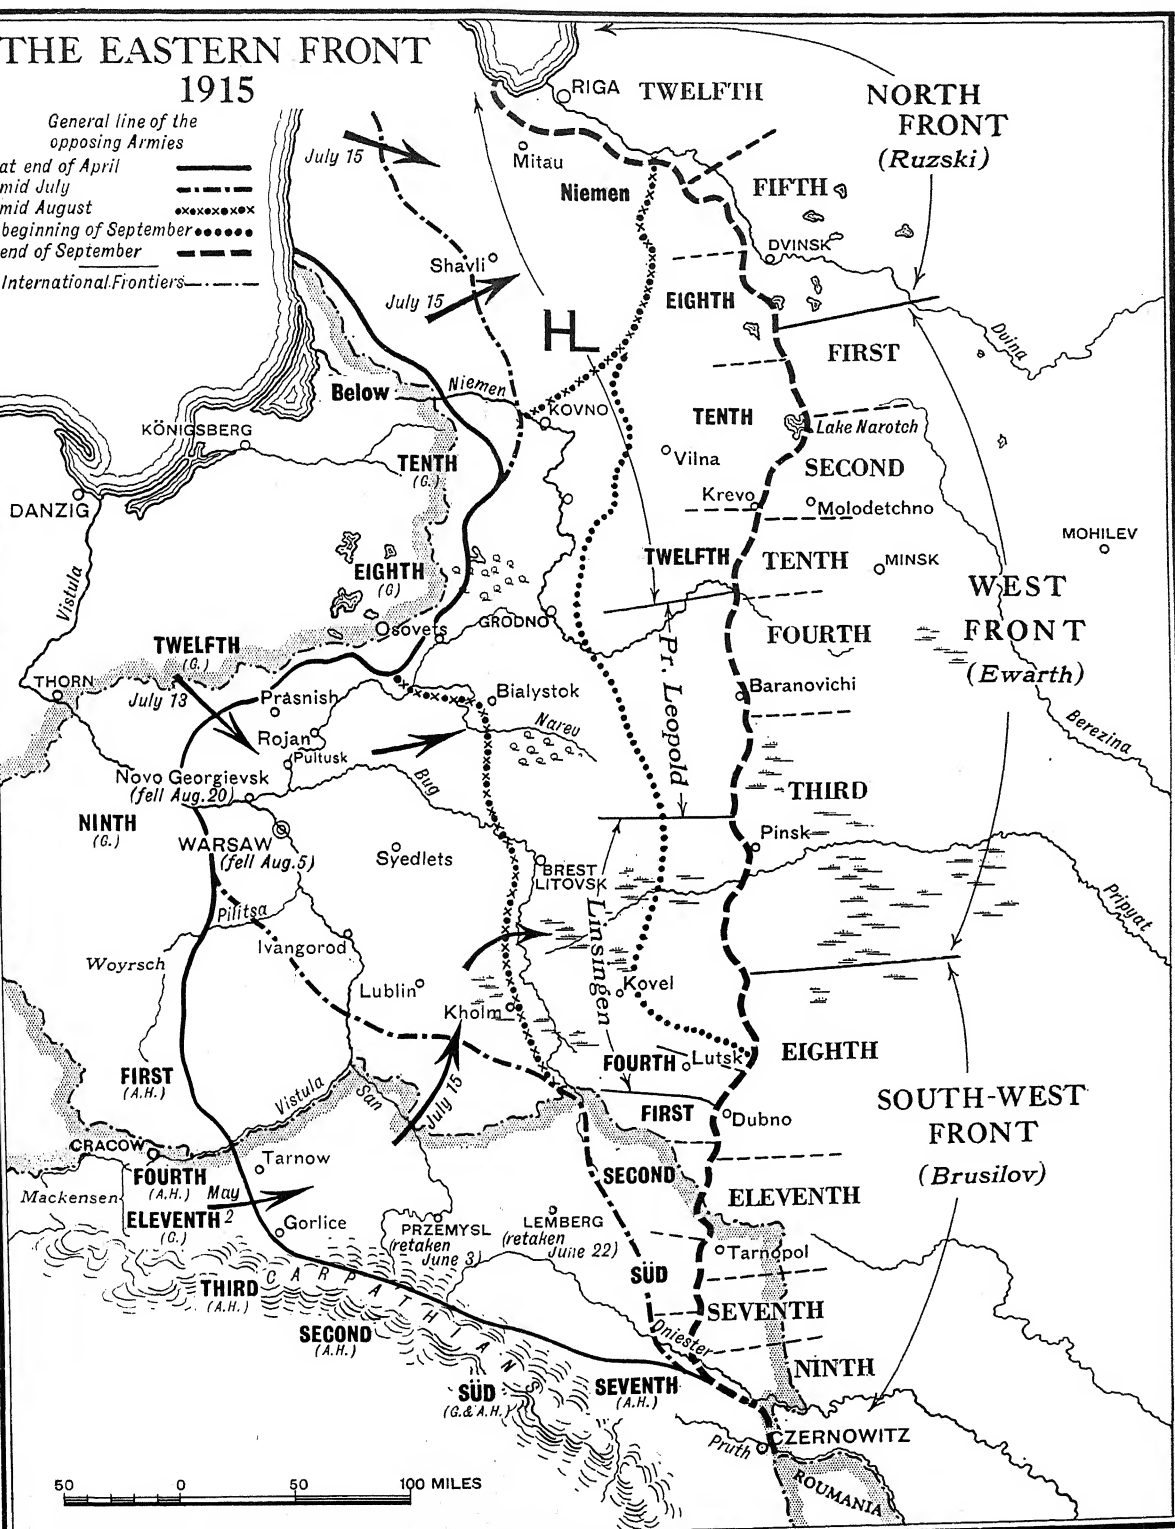 THE EASTERN FRONT
1915
General line of the
opposing Armies
at end of April
mid July
mid August
beginning of September
end of September
International Frontiers
RIGA
TWELFTH
NORTH
FRONT
(Ruzski)
July 15
Mitau
Niemen
FIFTH
DVINSK
Shavli
July 15
EIGHTH
HL
FIRST
Dvina
Below
Niemen
KOVNO
TENTH
Lake Narotch
KÖNIGSBERG
TENTH
(G.)
Vilna
SECOND
DANZIG
Krevo
Molodetchno
MOHILEV
Vistula
EIGHTH
(G)
TWELFTH
TENTH
MINSK
WEST
FRONT
(Ewarth)
Osovets
GRODNO
FOURTH
TWELFTH
(G.)
THORN
July 13
Prasnish
Bialystok
Pr. Leopold
Baranovichi
Rojan
Pultusk
Narev
Berezina
Novo Georgievsk
(fell Aug.20)
Bug
THIRD
NINTH
(G.)
WARSAW
(fell Aug.5)
Syedlets
Pinsk
BREST
LITOVSK
Pripyat
Pilitsa
Ivangorod
Linsingen
Woyrsch
Lublin
Kovel
Kholm
FIRST
(A.H.)
FOURTH
Lutsk
EIGHTH
Vistula
San
July 15
FIRST
Dubno
SOUTH-WEST
FRONT
(Brusilov)
CRACOW
Tarnow
FOURTH
(A.H.)
SECOND
Mackensen
May
2
ELEVENTH
(G.)
ELEVENTH
Gorlice
PRZEMYSL
(retaken
June 3)
LEMBERG
(retaken
June 22)
Tarnopol
THIRD
(A.H.)
CARPATHIANS
SÜD
SEVENTH
SECOND
(A.H.)
Dniester
NINTH
SÜD
(G.& A.H.)
SEVENTH
(A.H.)
CZERNOWITZ
Pruth
ROUMANIA
50 0 50 100 MILES